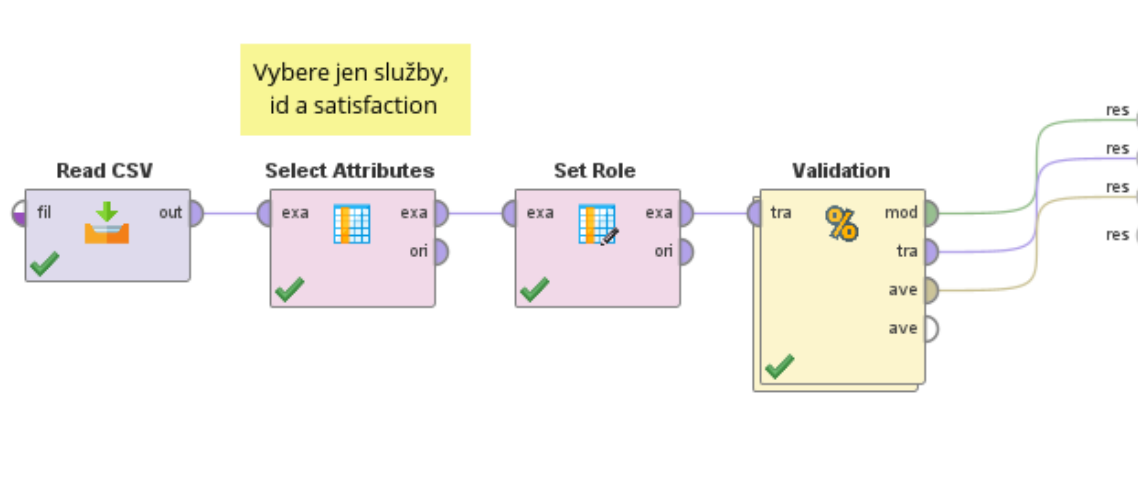 Vybere jen služby,
id a satisfaction
Read CSV
fil
out
Select Attributes
exa
exa
ori
Set Role
exa
exa
ori
Validation
tra
mod
tra
ave
ave
res
res
res
res